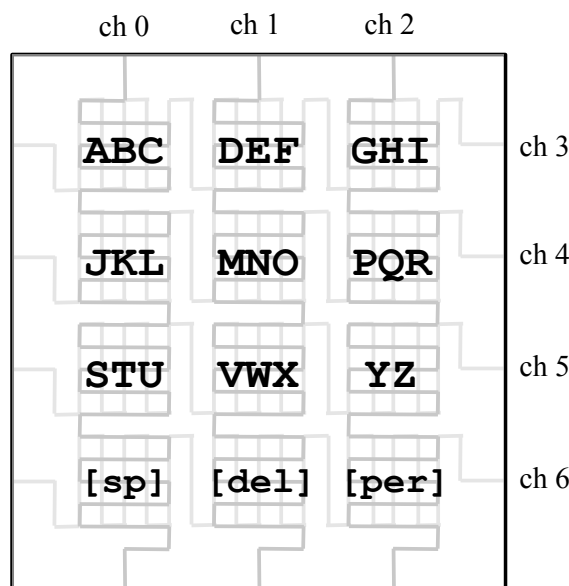 ch 0 ch 1 ch 2
ABC DEF GHI ch 3
JKL MNO PQR ch 4
STU VWX YZ ch 5
[sp] [del] [per] ch 6